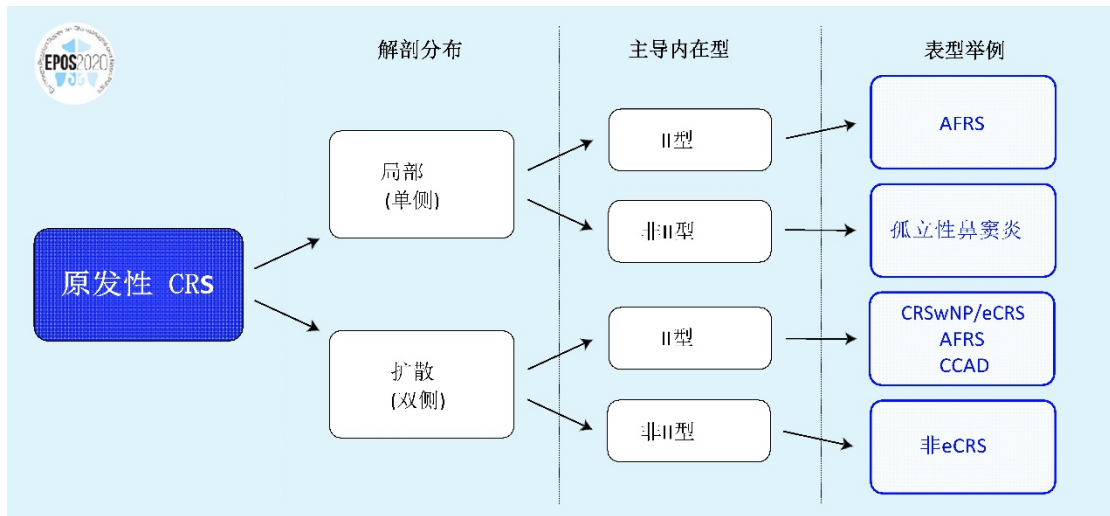 EPOS2020
解剖分布
主导内在型
表型举例
原发性 CRS
局部
(单侧)
扩散
(双侧)
II型
非II型
II型
非II型
AFRS
孤立性鼻窦炎
CRSwNP/eCRS
AFRS
CCAD
非eCRS